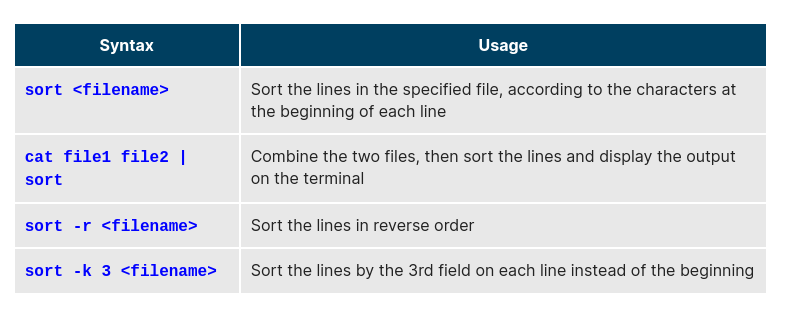 Syntax
Usage
sort <filename>
Sort the lines in the specified file, according to the characters at
the beginning of each line
cat file1 file2 |
sort
Combine the two files, then sort the lines and display the output
on the terminal
sort -r <filename>
Sort the lines in reverse order
sort -k 3 <filename>
Sort the lines by the 3rd field on each line instead of the beginning